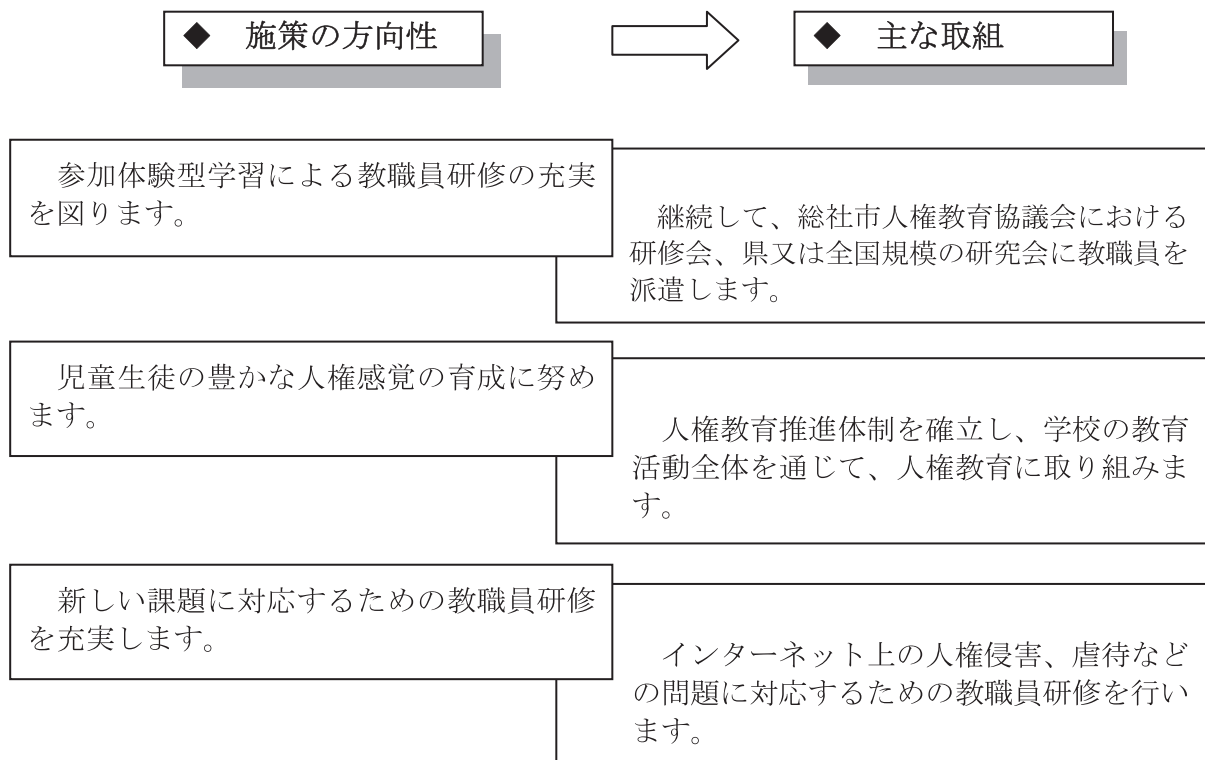 ◆ 施策の方向性
◆ 主な取組
参加体験型学習による教職員研修の充実
を図ります。
継続して、総社市人権教育協議会における
研修会、県又は全国規模の研究会に教職員を
派遣します。
児童生徒の豊かな人権感覚の育成に努め
ます。
人権教育推進体制を確立し、学校の教育
活動全体を通じて、人権教育に取り組みま
す。
新しい課題に対応するための教職員研修
を充実します。
インターネット上の人権侵害、虐待など
の問題に対応するための教職員研修を行い
ます。